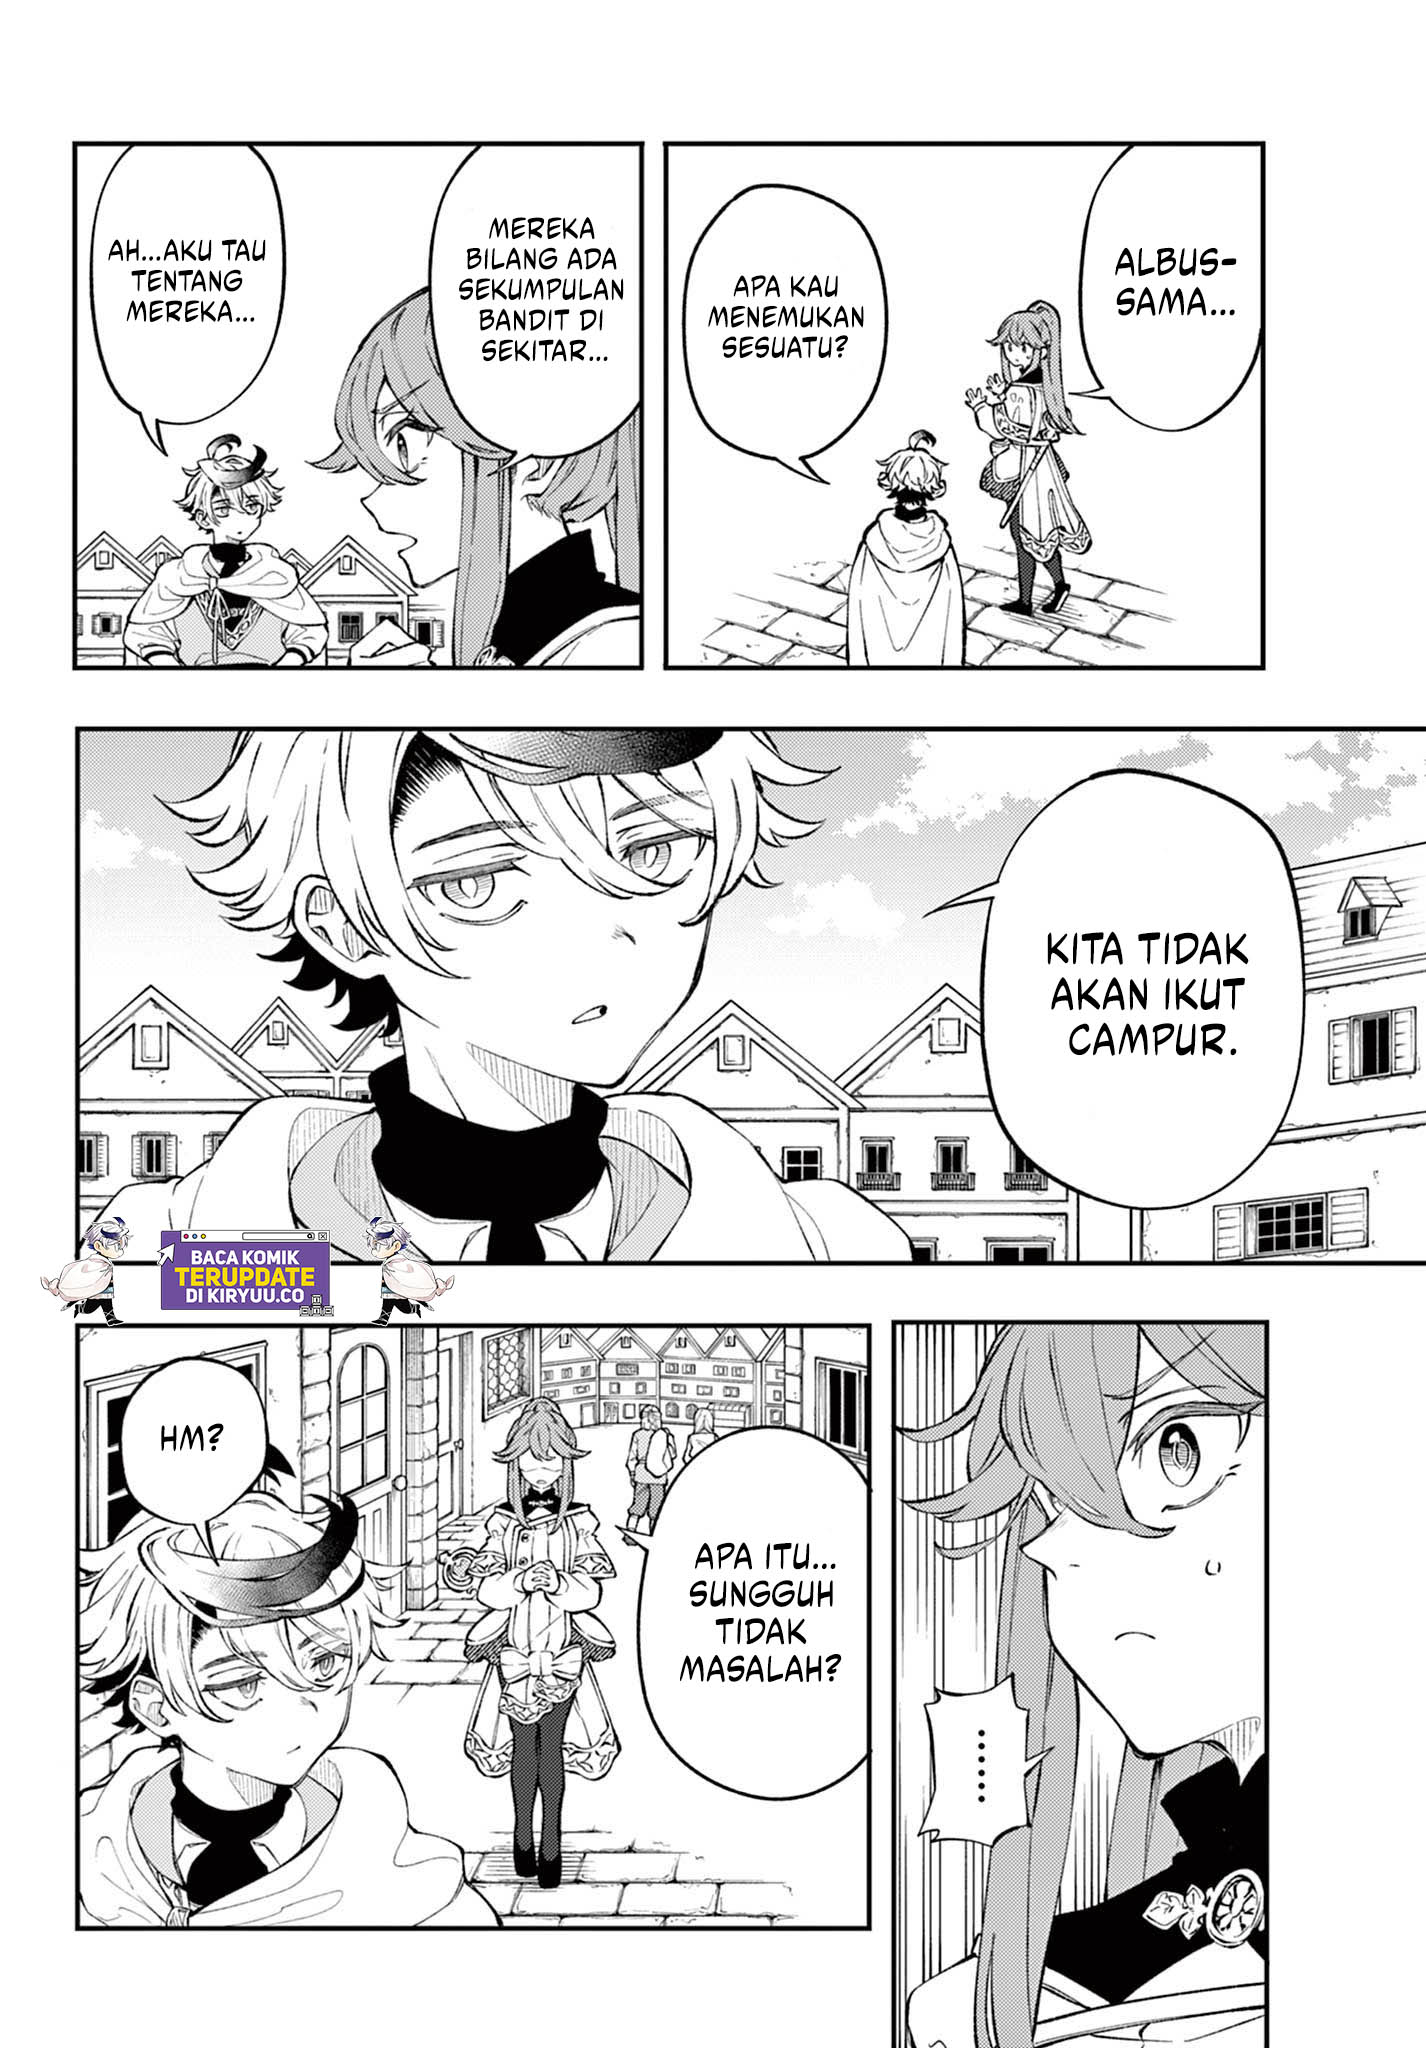 ALBUS-
SAMA...
APA KAU
MENEMUKAN
SESUATU?
MEREKA
BILANG ADA
SEKUMPULAN
BANDIT DI
SEKITAR...
AH...AKU TAU
TENTANG
MEREKA...
KITA TIDAK
AKAN IKUT
CAMPUR.
BACA KOMIK
TERUPDATE
DI KIRYUU.CO
......
APA ITU...
SUNGGUH
TIDAK
MASALAH?
HM?